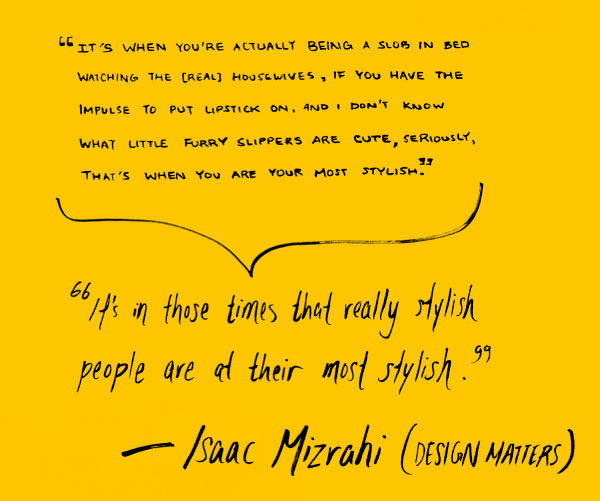 “IT'S WHEN YOU'RE ACTUALLY BEING A SLOB IN BED
WATCHING THE [REAL] HOUSEWIVES, IF YOU HAVE THE
IMPULSE TO PUT LIPSTICK ON, AND I DON'T KNOW
WHAT LITTLE FURRY SLIPPERS ARE CUTE, SERIOUSLY,
THAT'S WHEN YOU ARE YOUR MOST STYLISH.”
“It's in those times that really stylish
people are at their most stylish.”
— Isaac Mizrahi (DESIGN MATTERS)